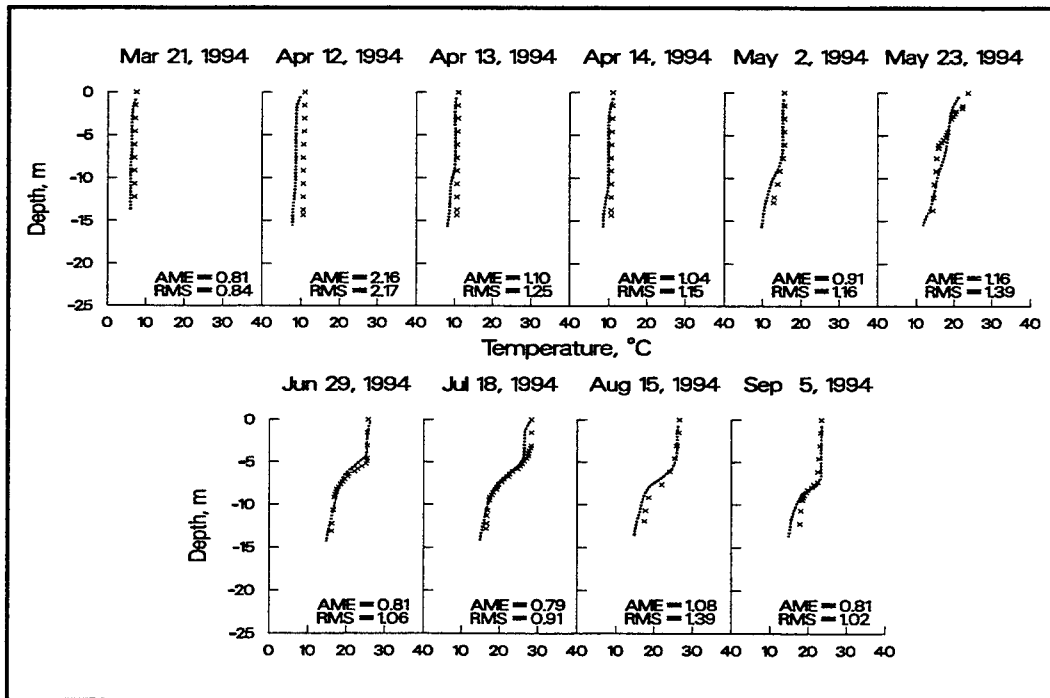 Mar 21, 1994 Apr 12, 1994 Apr 13, 1994 Apr 14, 1994 May 2, 1994 May 23, 1994
0
-5
-10
-15
-20
-25
Depth, m
AME = 0.81 AME = 2.16 AME = 1.10 AME = 1.04 AME = 0.91 AME = 1.16
RMS = 0.84 RMS = 2.17 RMS = 1.25 RMS = 1.15 RMS = 1.16 RMS = 1.39
0 10 20 30 40 10 20 30 40 10 20 30 40 10 20 30 40 10 20 30 40 10 20 30 40
Temperature, °C
Jun 29, 1994 Jul 18, 1994 Aug 15, 1994 Sep 5, 1994
0
-5
-10
-15
-20
-25
Depth, m
AME = 0.81 AME = 0.79 AME = 1.08 AME = 0.81
RMS = 1.06 RMS = 0.91 RMS = 1.39 RMS = 1.02
0 10 20 30 40 10 20 30 40 10 20 30 40 10 20 30 40